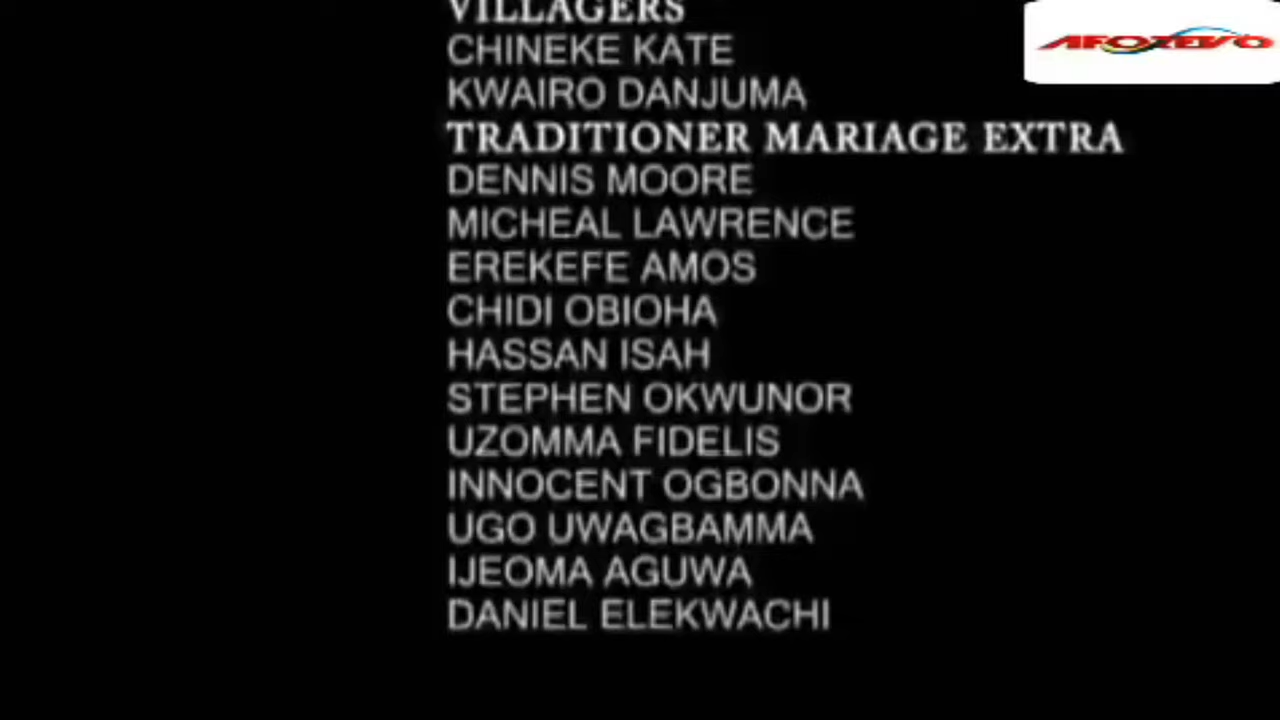 VILLAGERS
CHINEKE KATE
KWAIRO DANJUMA
TRADITIONER MARIAGE EXTRA
DENNIS MOORE
MICHEAL LAWRENCE
EREKEFE AMOS
CHIDI OBIOHA
HASSAN ISAH
STEPHEN OKWUNOR
UZOMMA FIDELIS
INNOCENT OGBONNA
UGO UWAGBAMMA
IJEOMA AGUWA
DANIEL ELEKWACHI